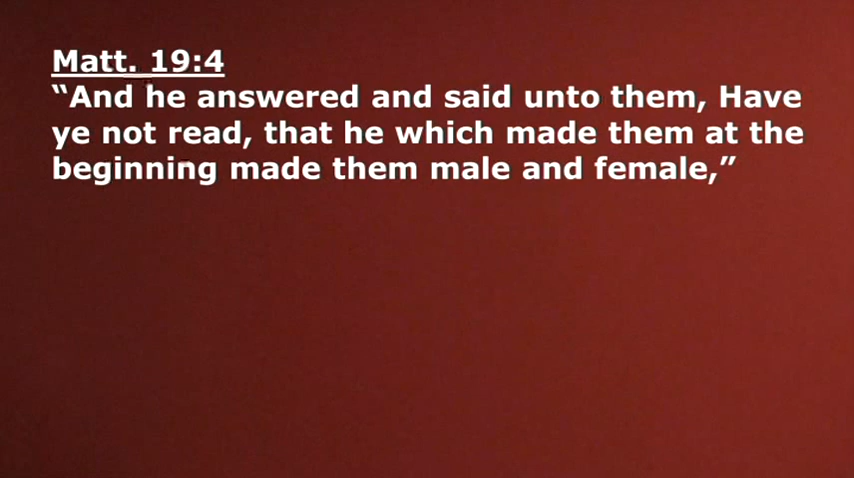 Matt. 19:4
“And he answered and said unto them, Have
ye not read, that he which made them at the
beginning made them male and female,”